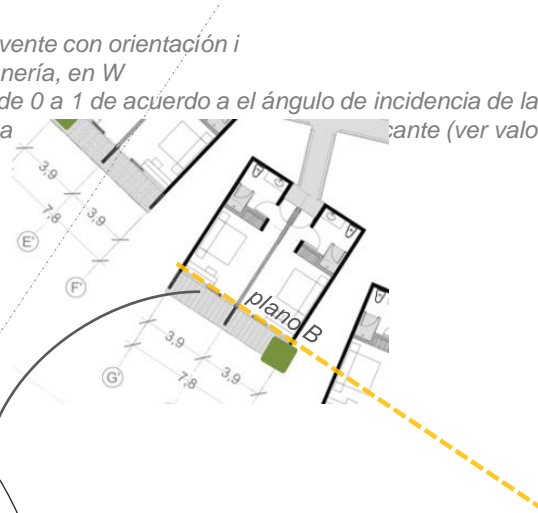 vente con orientación i
nería, en W
de 0 a 1 de acuerdo a el ángulo de incidencia de la
a cante (ver valo
3,9
7,8
3,9
E'
F'
plano B
3,9
7,8
3,9
G'